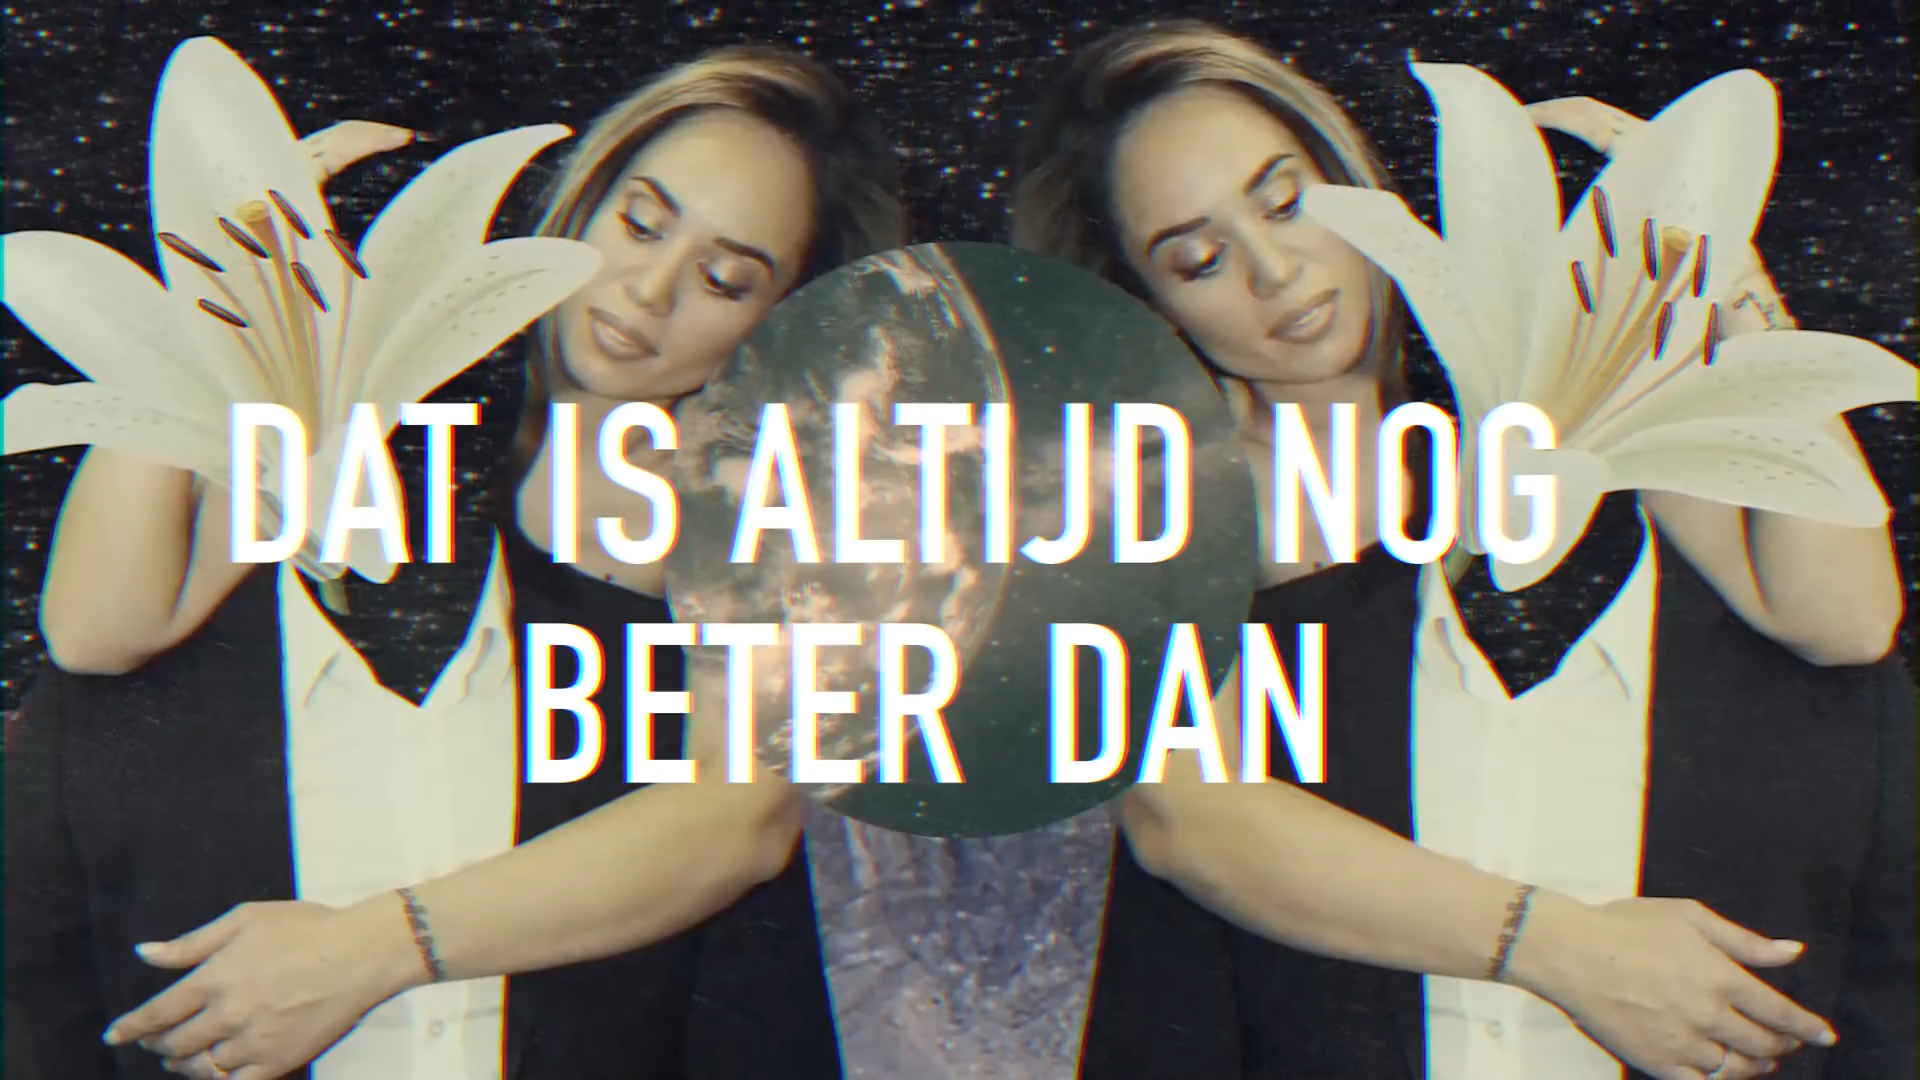 DAT IS ALTIJD NOG
BETER DAN